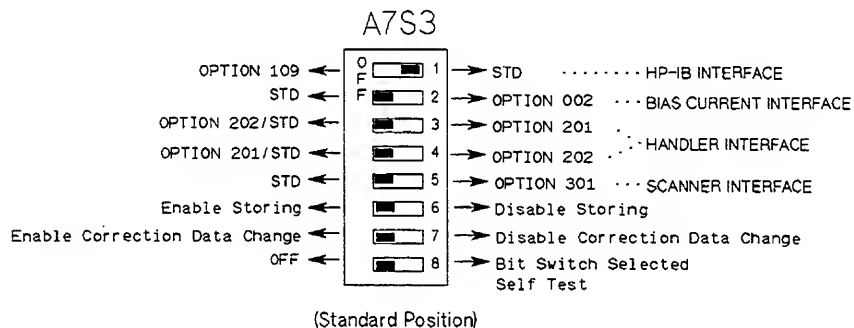 A7S3
OFF
OPTION 109 1 STD HP-IB INTERFACE
STD 2 OPTION 002 BIAS CURRENT INTERFACE
OPTION 202/STD 3 OPTION 201
HANDLER INTERFACE
OPTION 201/STD 4 OPTION 202
STD 5 OPTION 301 SCANNER INTERFACE
Enable Storing 6 Disable Storing
Enable Correction Data Change 7 Disable Correction Data Change
OFF 8 Bit Switch Selected
Self Test
(Standard Position)